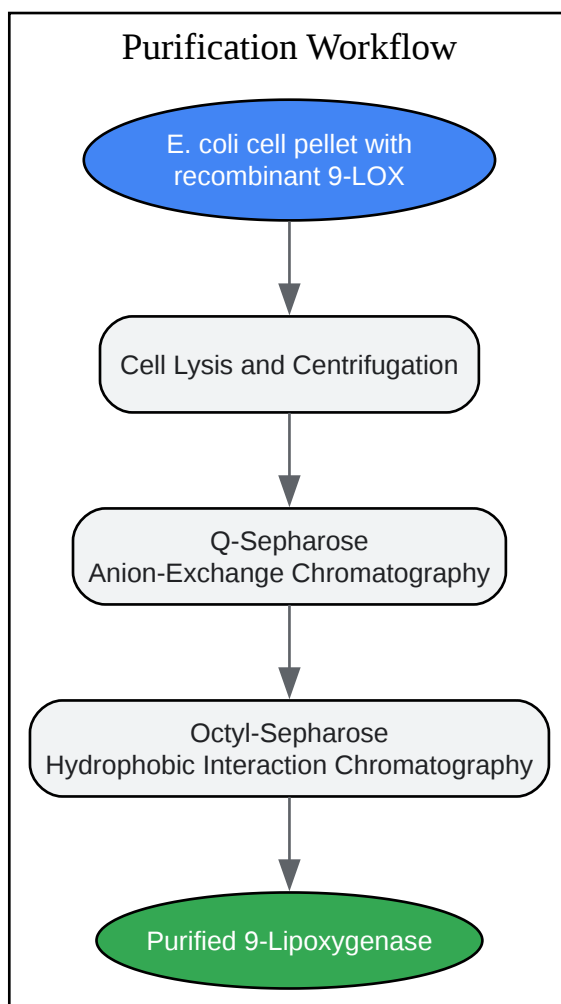 Purification Workflow
E. coli cell pellet with
recombinant 9-LOX
Cell Lysis and Centrifugation
Q-Sepharose
Anion-Exchange Chromatography
Octyl-Sepharose
Hydrophobic Interaction Chromatography
Purified 9-Lipoxygenase